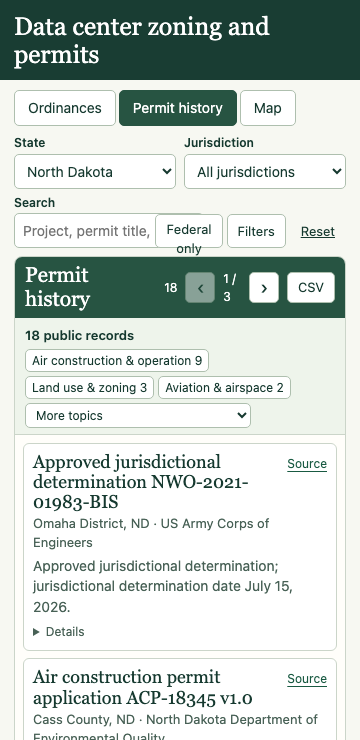 Data center zoning and
permits
Ordinances
Permit history
Map
State
Jurisdiction
North Dakota
All jurisdictions
Search
Project, permit title,
Federal
only
Filters
Reset
Permit
history
18
‹
1 /
3
›
CSV
18 public records
Air construction & operation 9
Land use & zoning 3
Aviation & airspace 2
More topics
Approved jurisdictional
determination NWO-2021-
01983-BIS
Source
Omaha District, ND · US Army Corps of
Engineers
Approved jurisdictional determination;
jurisdictional determination date July 15,
2026.
Details
Air construction permit
application ACP-18345 v1.0
Source
Cass County, ND · North Dakota Department of
Environmental Quality